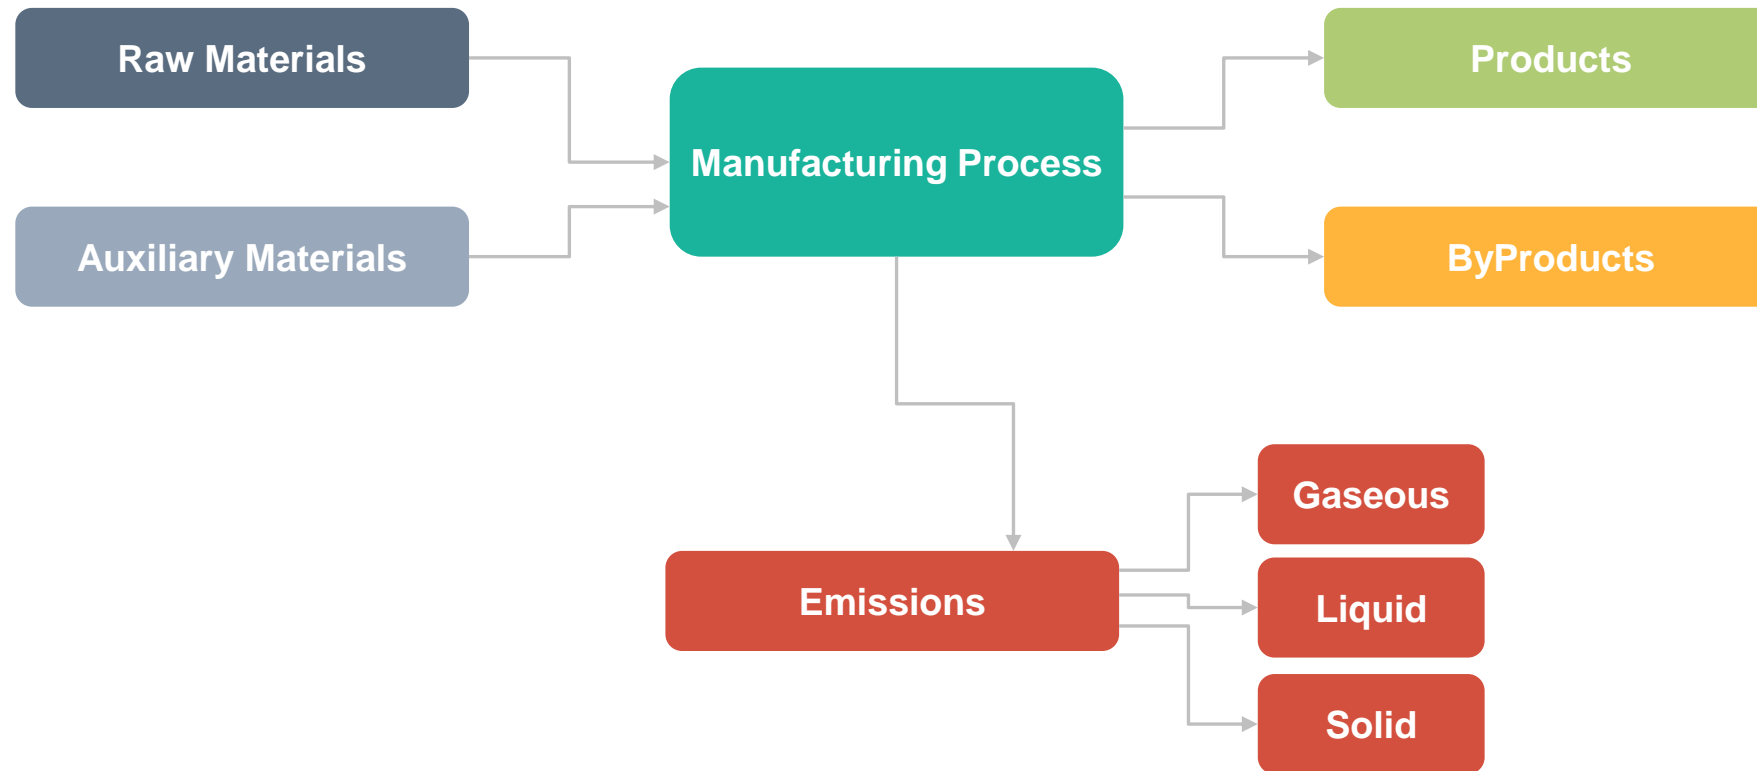 Raw Materials
Auxiliary Materials
Manufacturing Process
Products
ByProducts
Emissions
Gaseous
Liquid
Solid